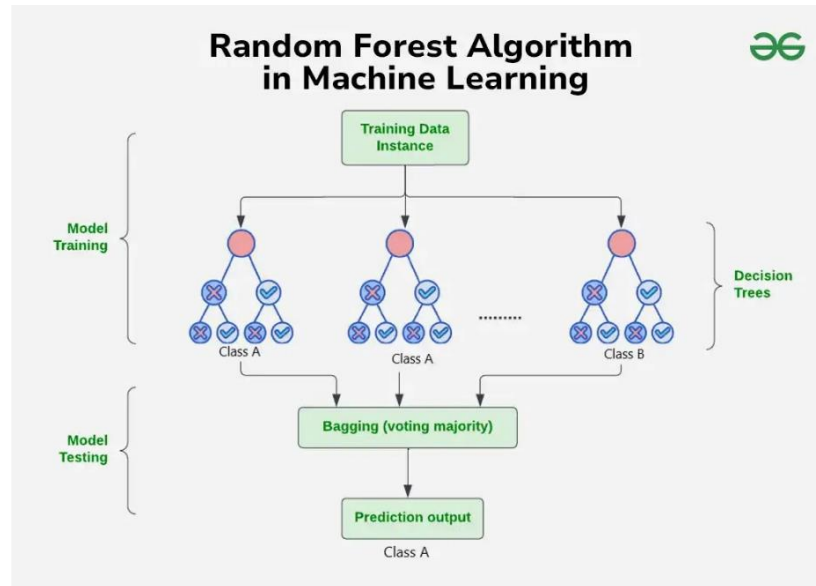 Random Forest Algorithm
in Machine Learning
Training Data
Instance
Model
Training
Decision
Trees
.........
Class A
Class A
Class B
Bagging (voting majority)
Model
Testing
Prediction output
Class A